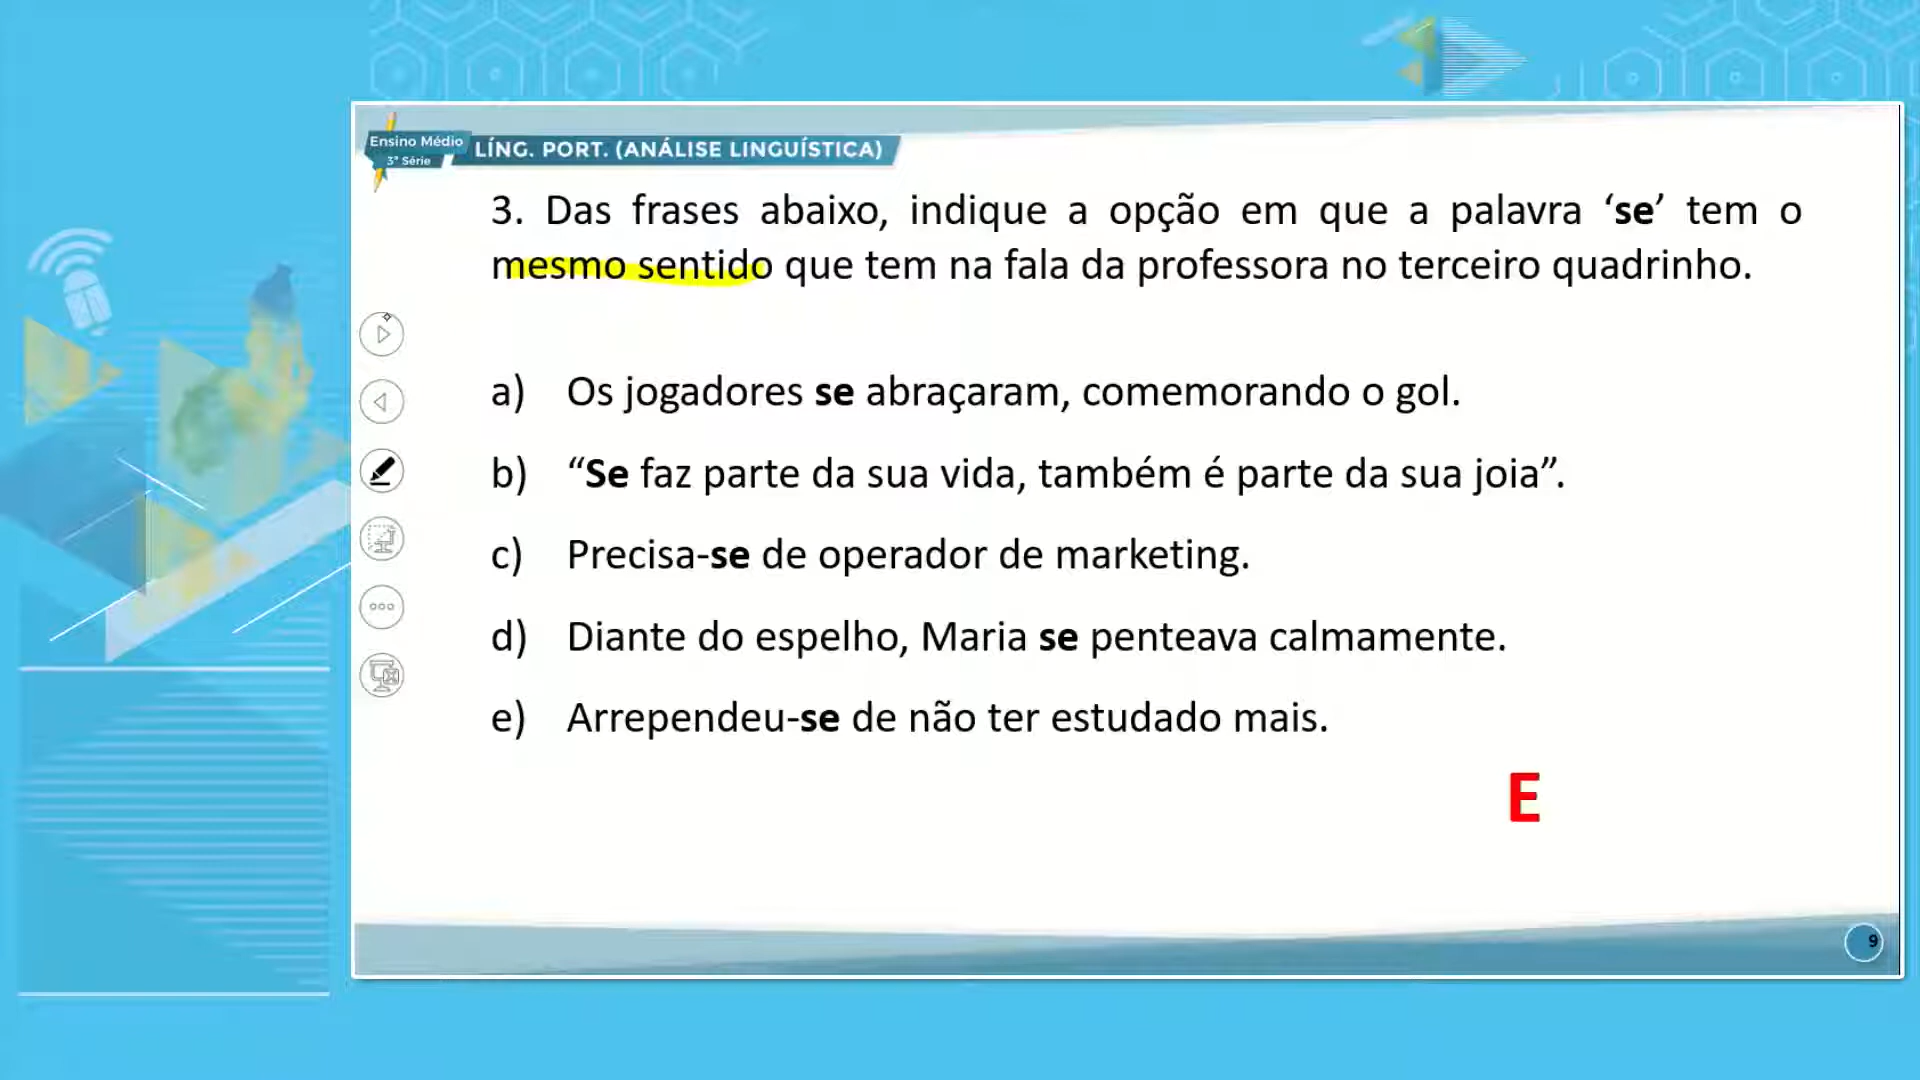 Ensino Médio
3ª Série
LÍNG. PORT. (ANÁLISE LINGUÍSTICA)
3. Das frases abaixo, indique a opção em que a palavra ‘se’ tem o
mesmo sentido que tem na fala da professora no terceiro quadrinho.
a) Os jogadores se abraçaram, comemorando o gol.
b) “Se faz parte da sua vida, também é parte da sua joia”.
c) Precisa-se de operador de marketing.
d) Diante do espelho, Maria se penteava calmamente.
e) Arrependeu-se de não ter estudado mais.
E
9